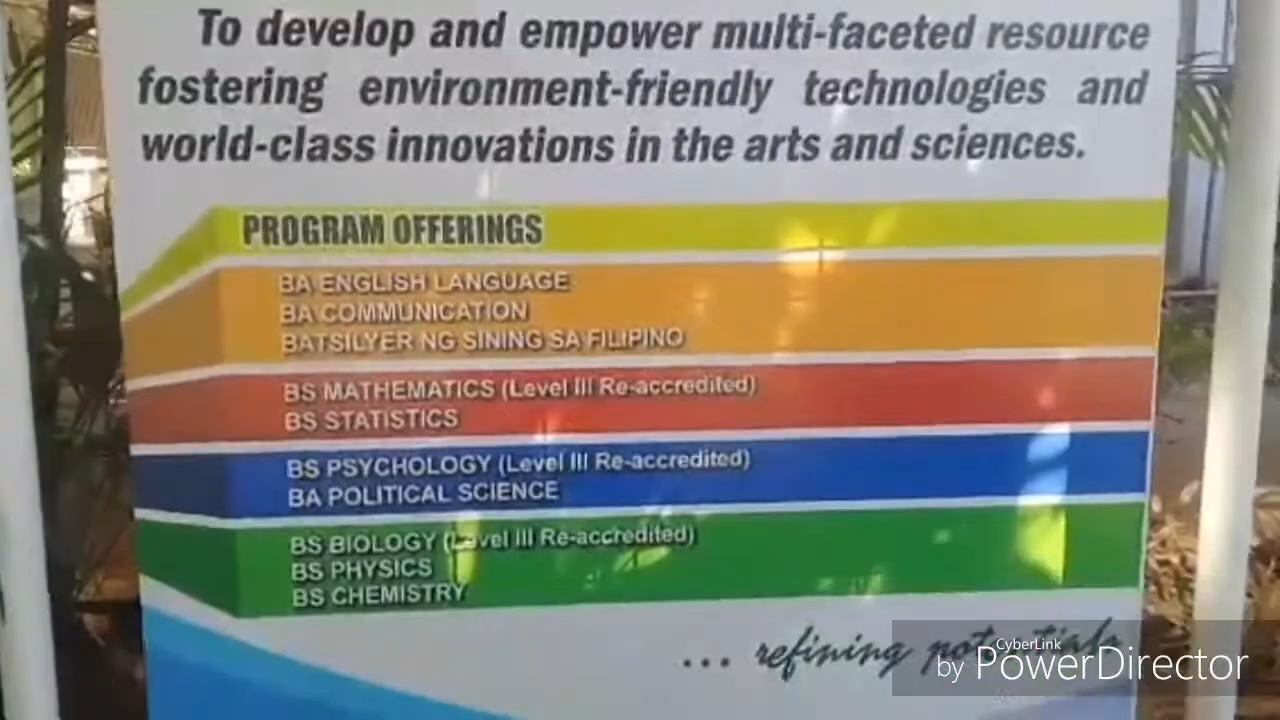 To develop and empower multi-faceted resource
fostering environment-friendly technologies and
world-class innovations in the arts and sciences.
PROGRAM OFFERINGS
BA ENGLISH LANGUAGE
BA COMMUNICATION
BATSILYER NG SINING SA FILIPINO
BS MATHEMATICS (Level III Re-accredited)
BS STATISTICS
BS PSYCHOLOGY (Level III Re-accredited)
BA POLITICAL SCIENCE
BS BIOLOGY (Level III Re-accredited)
BS PHYSICS
BS CHEMISTRY
... refining potentials
CyberLink
by PowerDirector